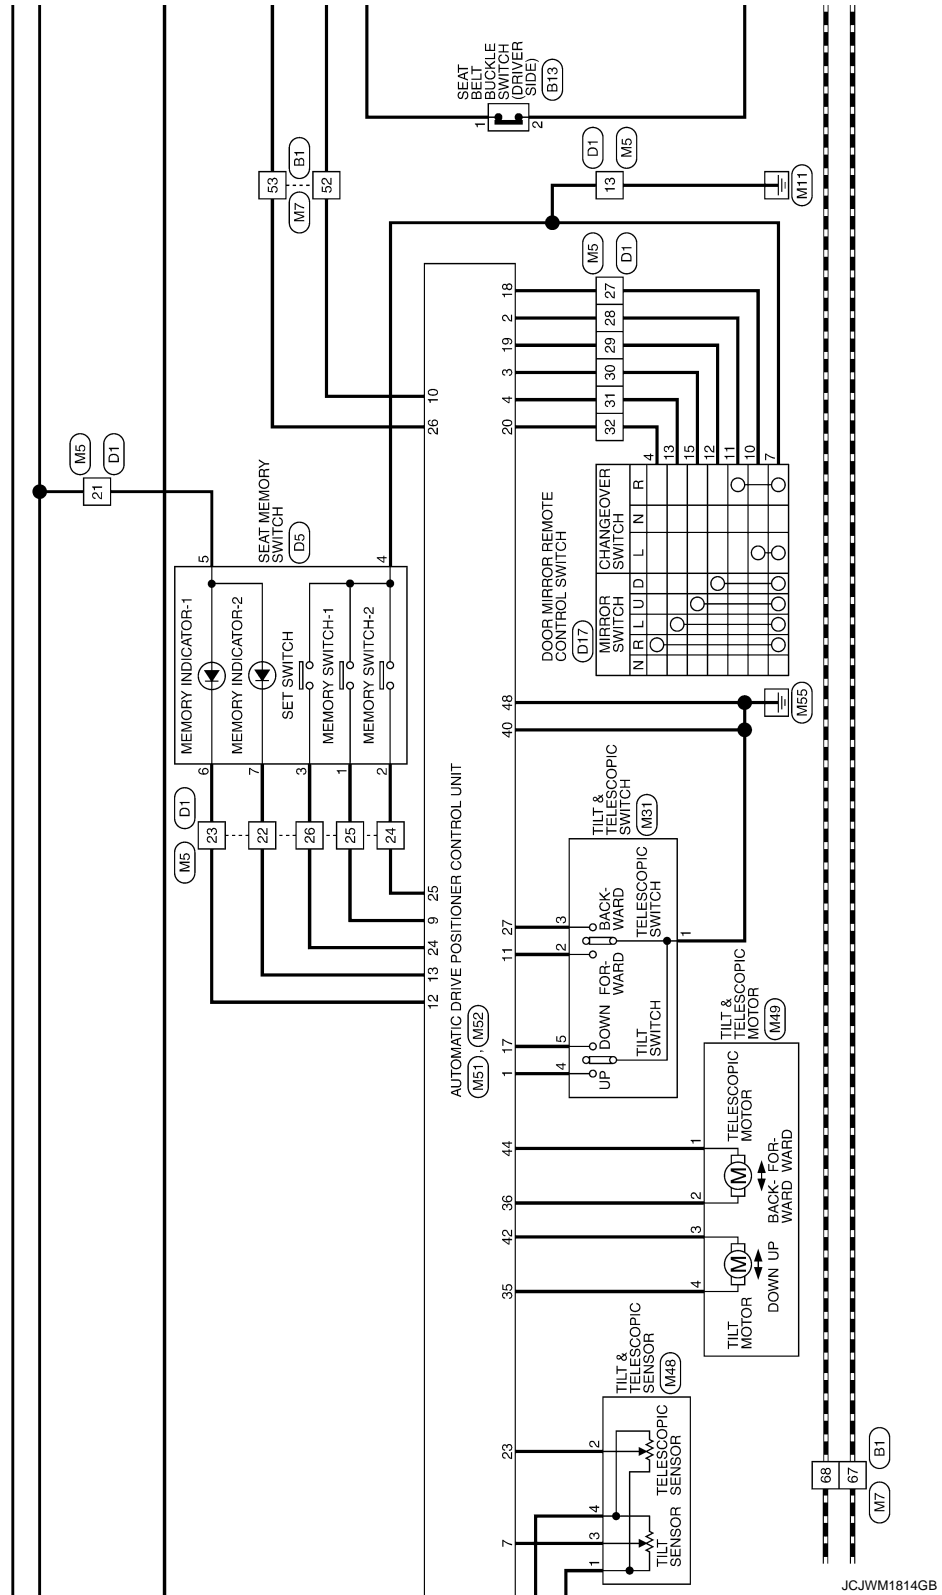 SEAT
BELT
BUCKLE
SWITCH
(DRIVER
SIDE)
B13
1
2
53
52
M7
B1
D1
M5
13
M11
M5
D1
21
SEAT MEMORY
SWITCH
D5
5
4
MEMORY INDICATOR-1
MEMORY INDICATOR-2
SET SWITCH
MEMORY SWITCH-1
MEMORY SWITCH-2
6
7
3
1
2
M5
D1
23
22
26
25
24
12
13
24
9
25
26
10
AUTOMATIC DRIVE POSITIONER CONTROL UNIT
M51 , M52
18
2
19
3
4
20
M5
D1
27
28
29
30
31
32
4
13
15
12
11
10
7
DOOR MIRROR REMOTE
CONTROL SWITCH
D17
MIRROR
SWITCH
CHANGEOVER
SWITCH
N R L U D L N R
48
40
M55
TILT &
TELESCOPIC
SWITCH
M31
27
11
17
1
3
2
5
4
1
BACK-
WARD
FOR-
WARD
TELESCOPIC
SWITCH
DOWN
UP
TILT
SWITCH
TILT &
TELESCOPIC
MOTOR
M49
44
36
42
35
1
2
3
4
TELESCOPIC
MOTOR
BACK- FOR-
WARD WARD
M
M
DOWN UP
TILT
MOTOR
TILT &
TELESCOPIC
SENSOR
M48
23
7
2
4
3
1
TELESCOPIC
SENSOR
TILT
SENSOR
68
67
M7
B1
JCJWM1814GB